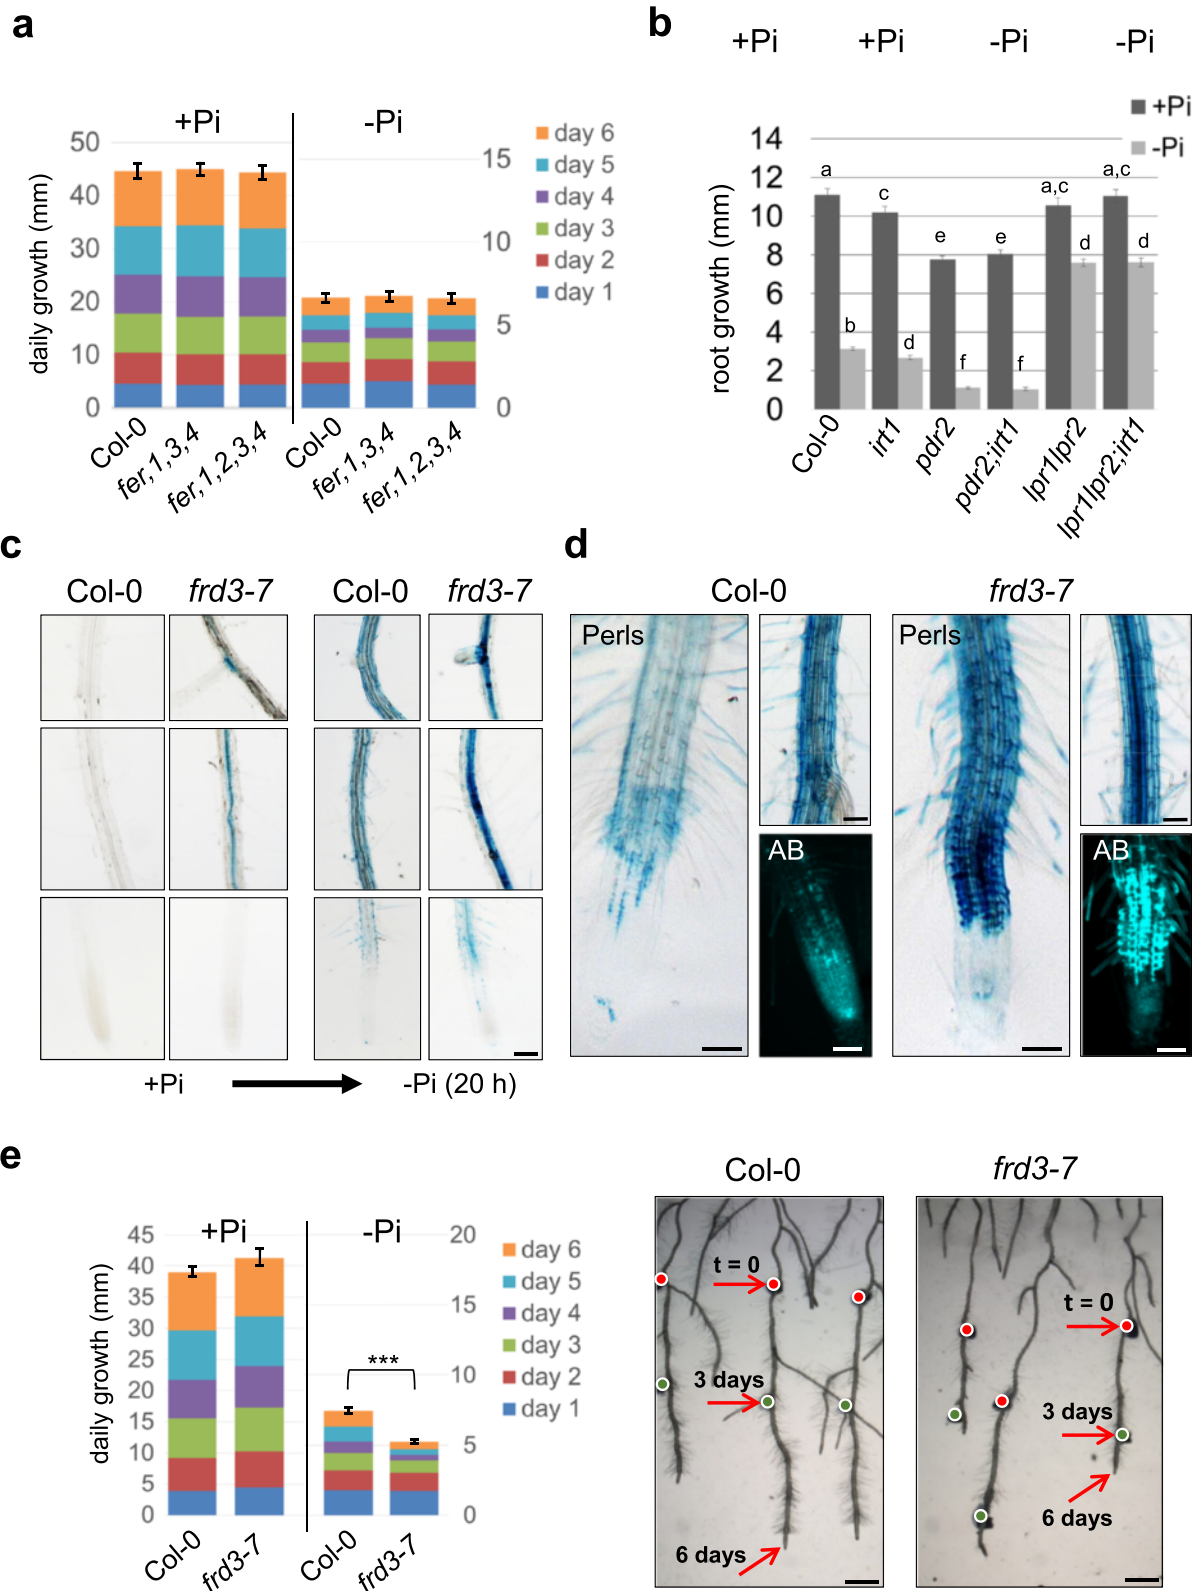 a
+Pi
-Pi
50
40
30
20
10
0
15
10
5
0
daily growth (mm)
day 6
day 5
day 4
day 3
day 2
day 1
Col-0
fer,1,3,4
fer,1,2,3,4
Col-0
fer,1,3,4
fer,1,2,3,4
b
+Pi +Pi -Pi -Pi
+Pi
-Pi
14
12
10
8
6
4
2
0
root growth (mm)
a
b
c
d
e
f
e
f
a,c
d
a,c
d
Col-0
irt1
pdr2
pdr2;irt1
lpr1lpr2
lpr1lpr2;irt1
c
Col-0 frd3-7 Col-0 frd3-7
+Pi -Pi (20 h)
d
Col-0 frd3-7
Perls
AB
Perls
AB
e
+Pi
-Pi
45
40
35
30
25
20
15
10
5
0
20
15
10
5
0
daily growth (mm)
***
day 6
day 5
day 4
day 3
day 2
day 1
Col-0
frd3-7
Col-0
frd3-7
Col-0
frd3-7
t = 0
3 days
6 days
t = 0
3 days
6 days